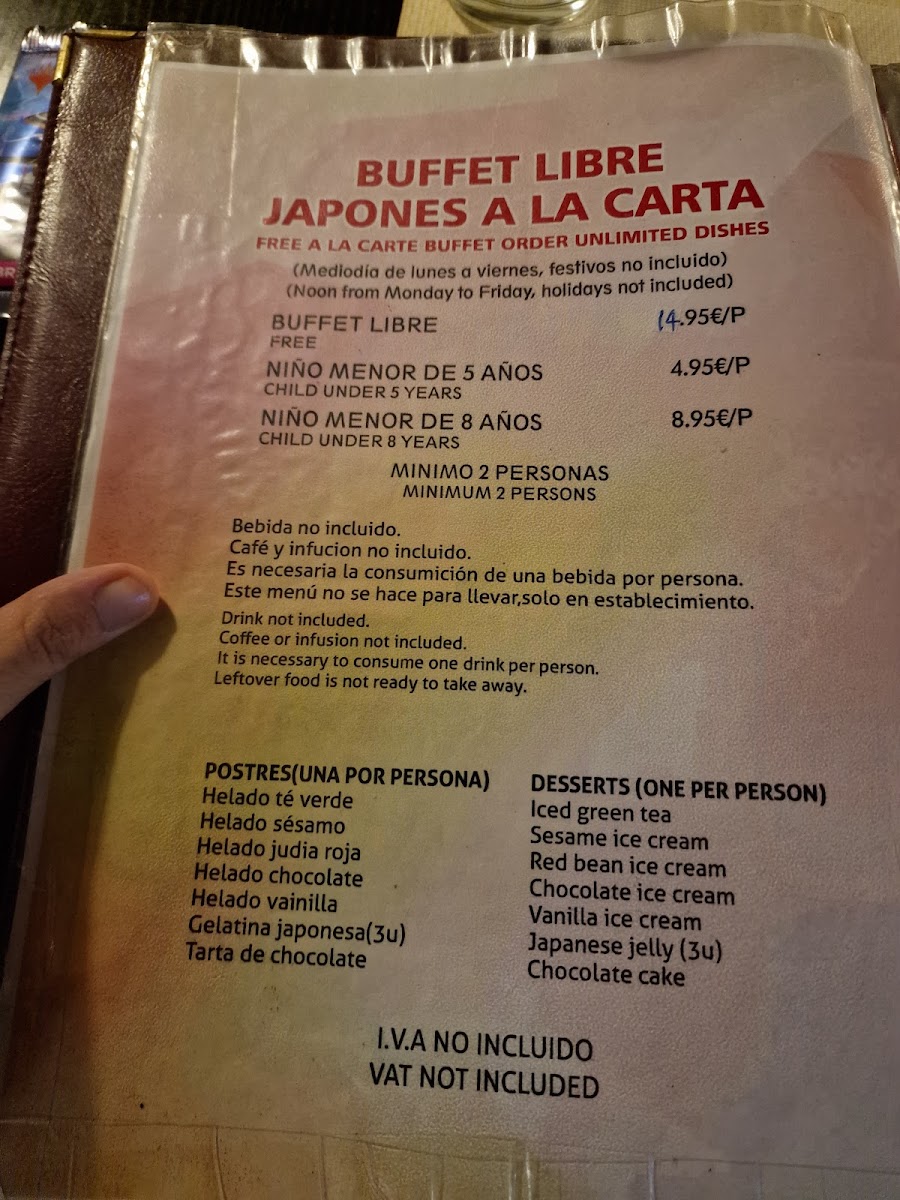 BUFFET LIBRE
JAPONES A LA CARTA
FREE A LA CARTE BUFFET ORDER UNLIMITED DISHES
(Mediodía de lunes a viernes, festivos no incluido)
(Noon from Monday to Friday, holidays not included)
BUFFET LIBRE 14.95€/P
FREE
NIÑO MENOR DE 5 AÑOS 4.95€/P
CHILD UNDER 5 YEARS
NIÑO MENOR DE 8 AÑOS 8.95€/P
CHILD UNDER 8 YEARS
MINIMO 2 PERSONAS
MINIMUM 2 PERSONS
Bebida no incluido.
Café y infucion no incluido.
Es necesaria la consumición de una bebida por persona.
Este menú no se hace para llevar,solo en establecimiento.
Drink not included.
Coffee or infusion not included.
It is necessary to consume one drink per person.
Leftover food is not ready to take away.
POSTRES(UNA POR PERSONA)
Helado té verde
Helado sésamo
Helado judia roja
Helado chocolate
Helado vainilla
Gelatina japonesa(3u)
Tarta de chocolate
DESSERTS (ONE PER PERSON)
Iced green tea
Sesame ice cream
Red bean ice cream
Chocolate ice cream
Vanilla ice cream
Japanese jelly (3u)
Chocolate cake
I.V.A NO INCLUIDO
VAT NOT INCLUDED